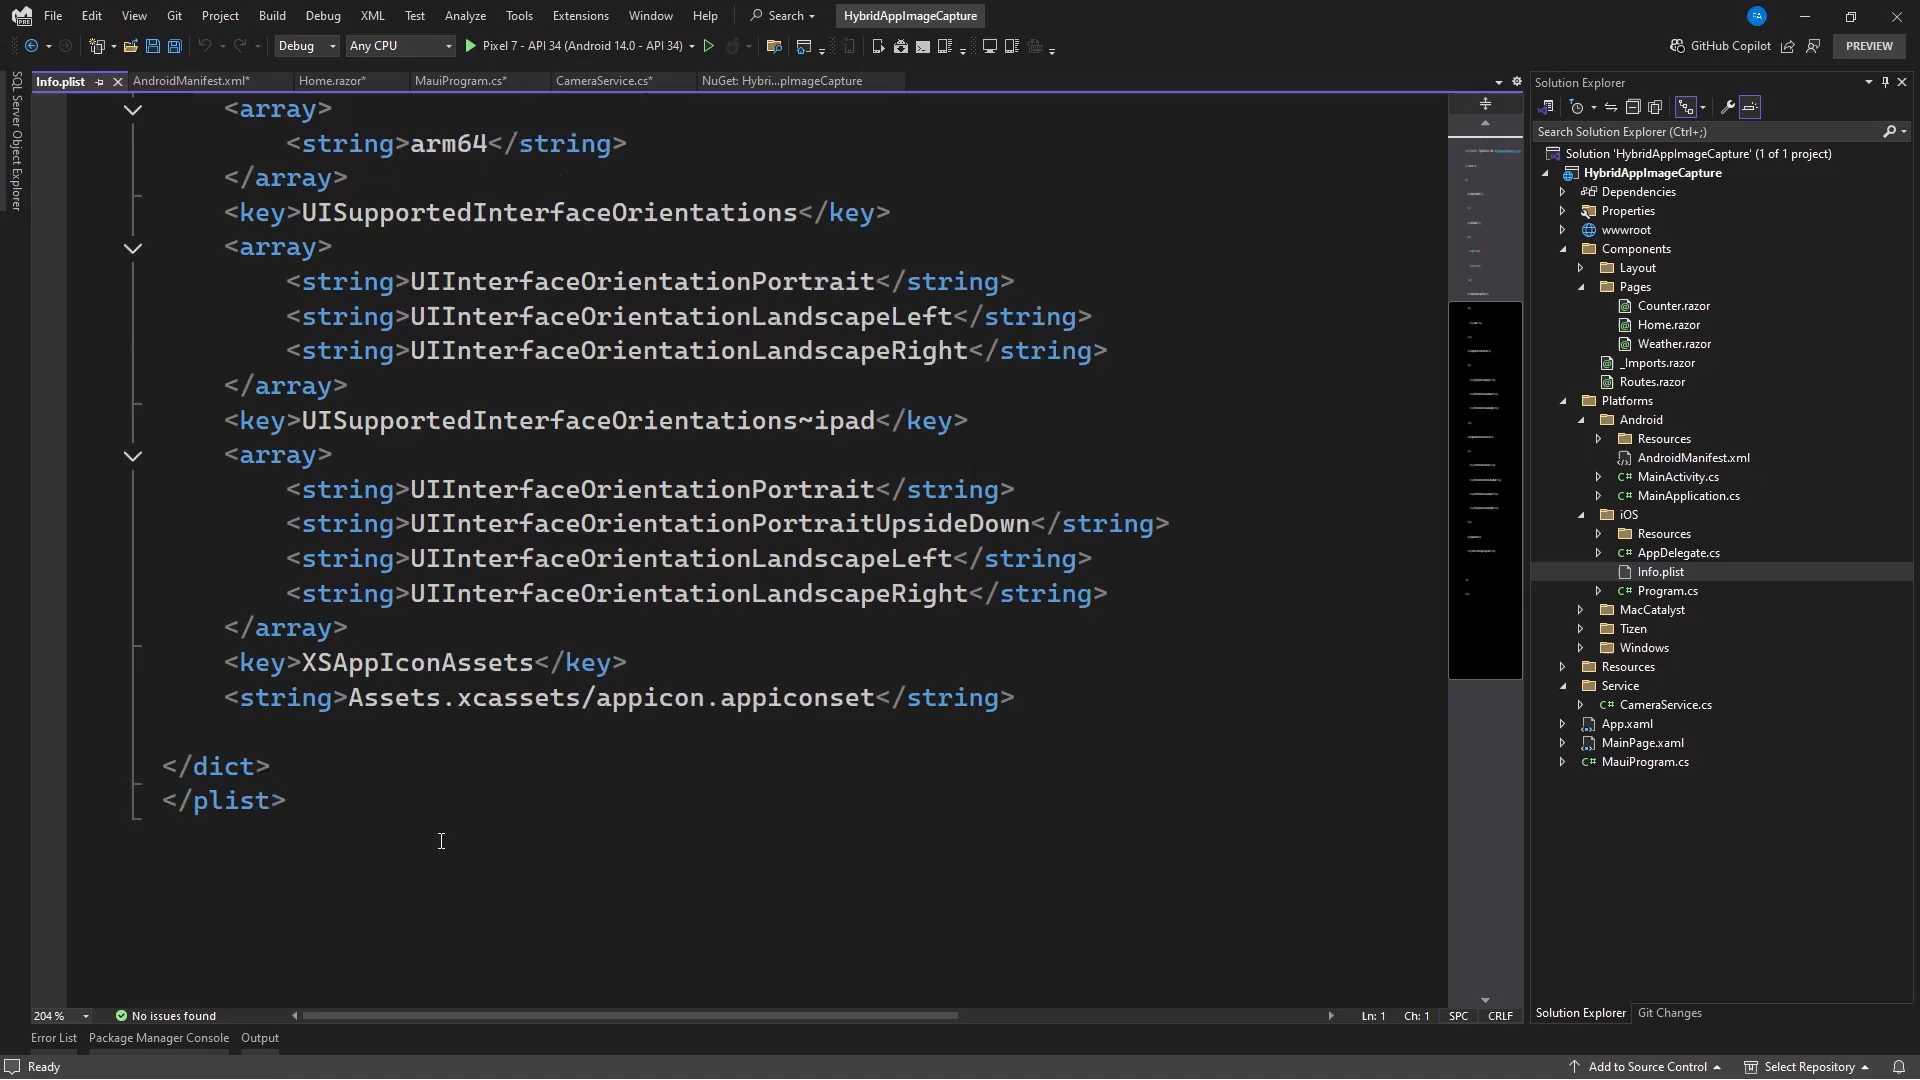 File Edit View Git Project Build Debug XML Test Analyze Tools Extensions Window Help Search HybridAppImageCapture FA
Debug Any CPU Pixel 7 - API 34 (Android 14.0 - API 34) GitHub Copilot PREVIEW
Info.plist AndroidManifest.xml* Home.razor* MauiProgram.cs* CameraService.cs* NuGet: Hybri...pImageCapture
SQL Server Object Explorer
<array>
<string>arm64</string>
</array>
<key>UISupportedInterfaceOrientations</key>
<array>
<string>UIInterfaceOrientationPortrait</string>
<string>UIInterfaceOrientationLandscapeLeft</string>
<string>UIInterfaceOrientationLandscapeRight</string>
</array>
<key>UISupportedInterfaceOrientations~ipad</key>
<array>
<string>UIInterfaceOrientationPortrait</string>
<string>UIInterfaceOrientationPortraitUpsideDown</string>
<string>UIInterfaceOrientationLandscapeLeft</string>
<string>UIInterfaceOrientationLandscapeRight</string>
</array>
<key>XSAppIconAssets</key>
<string>Assets.xcassets/appicon.appiconset</string>
</dict>
</plist>
204 % No issues found Ln: 1 Ch: 1 SPC CRLF
Solution Explorer
Search Solution Explorer (Ctrl+;)
Solution 'HybridAppImageCapture' (1 of 1 project)
HybridAppImageCapture
Dependencies
Properties
wwwroot
Components
Layout
Pages
Counter.razor
Home.razor
Weather.razor
_Imports.razor
Routes.razor
Platforms
Android
Resources
AndroidManifest.xml
C# MainActivity.cs
C# MainApplication.cs
iOS
Resources
C# AppDelegate.cs
Info.plist
C# Program.cs
MacCatalyst
Tizen
Windows
Resources
Service
C# CameraService.cs
App.xaml
MainPage.xaml
C# MauiProgram.cs
Solution Explorer Git Changes
Error List Package Manager Console Output
Ready Add to Source Control Select Repository